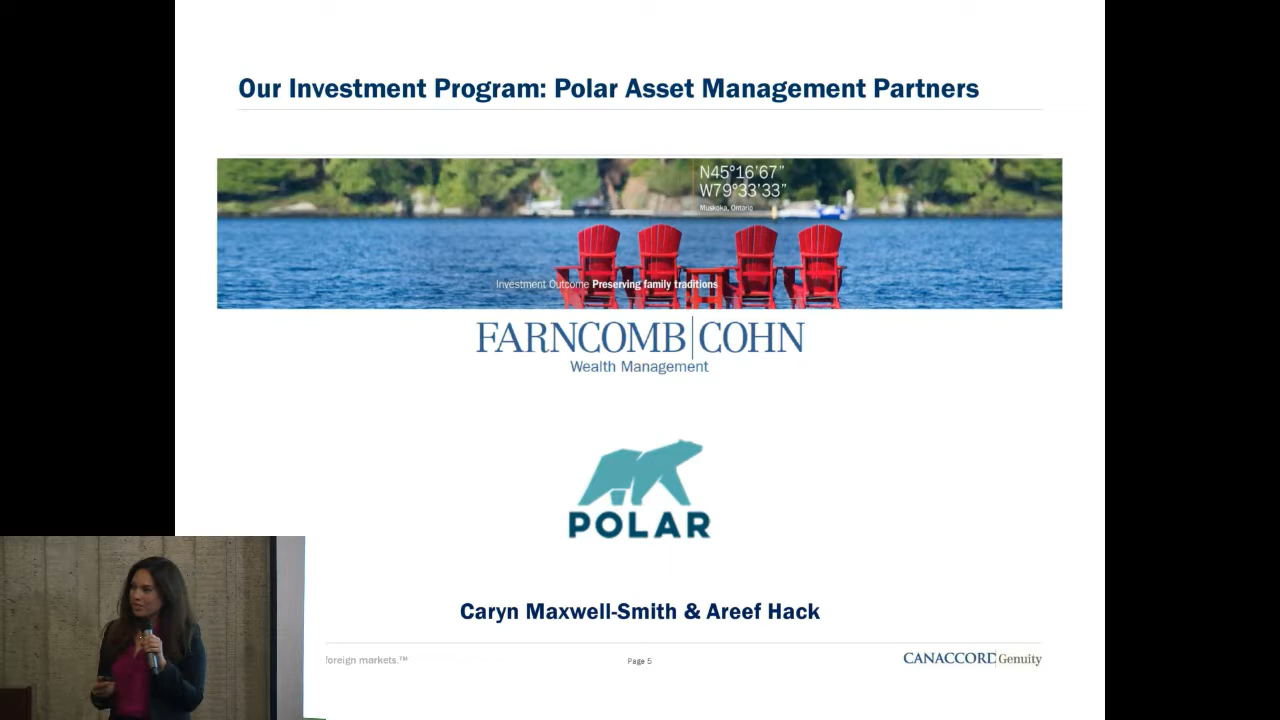 Our Investment Program: Polar Asset Management Partners
N45°16'67"
W79°33'33"
Muskoka, Ontario
Investment Outcome Preserving family traditions
FARNCOMB|COHN
Wealth Management
POLAR
Caryn Maxwell-Smith & Areef Hack
foreign markets.™
Page 5
CANACCORD Genuity